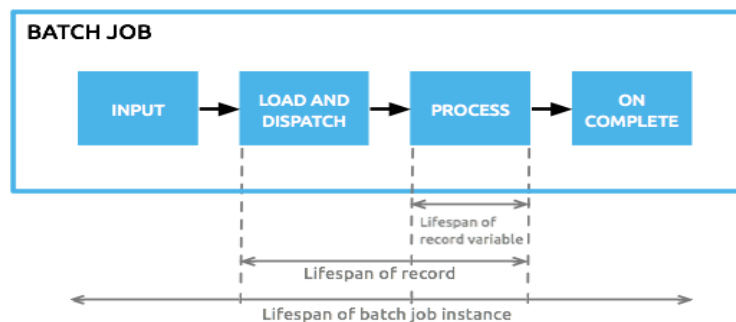 BATCH JOB
INPUT
LOAD AND
DISPATCH
PROCESS
ON
COMPLETE
Lifespan of
record variable
Lifespan of record
Lifespan of batch job instance